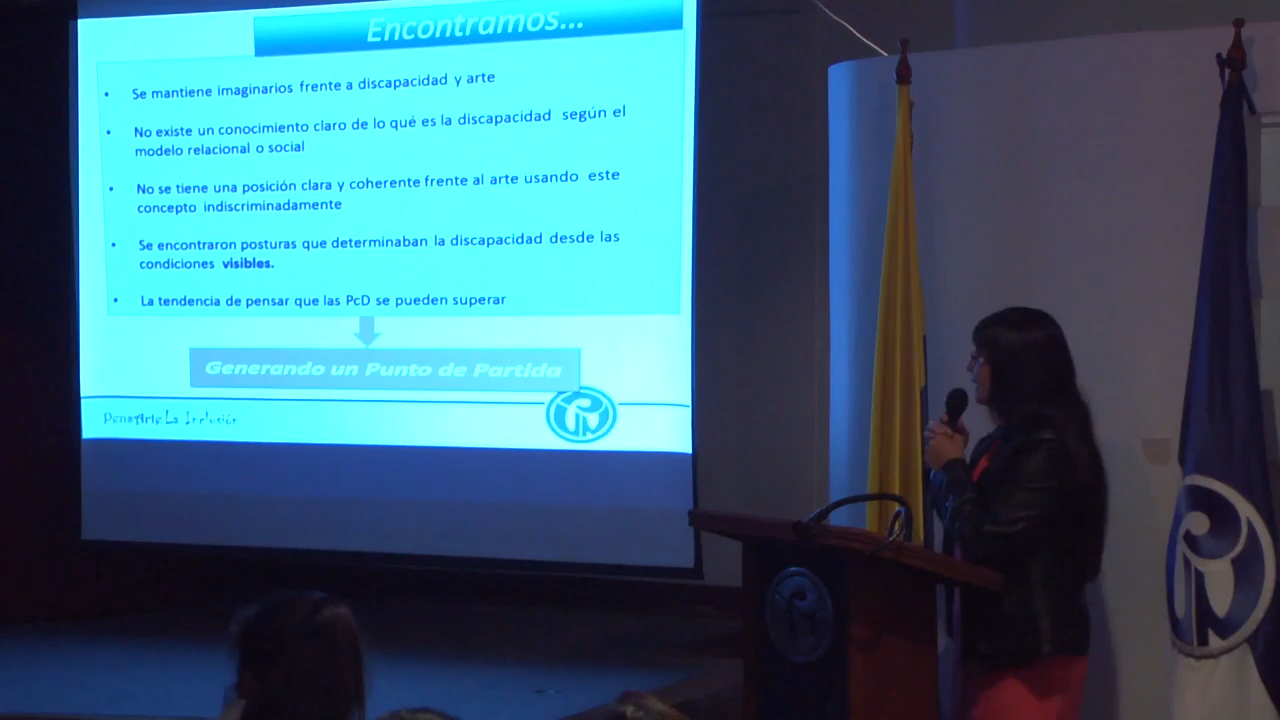 Encontramos...
• Se mantiene imaginarios frente a discapacidad y arte
• No existe un conocimiento claro de lo qué es la discapacidad según el
modelo relacional o social
• No se tiene una posición clara y coherente frente al arte usando este
concepto indiscriminadamente
• Se encontraron posturas que determinaban la discapacidad desde las
condiciones visibles.
• La tendencia de pensar que las PcD se pueden superar
Generando un Punto de Partida
PensArte La Inclusión